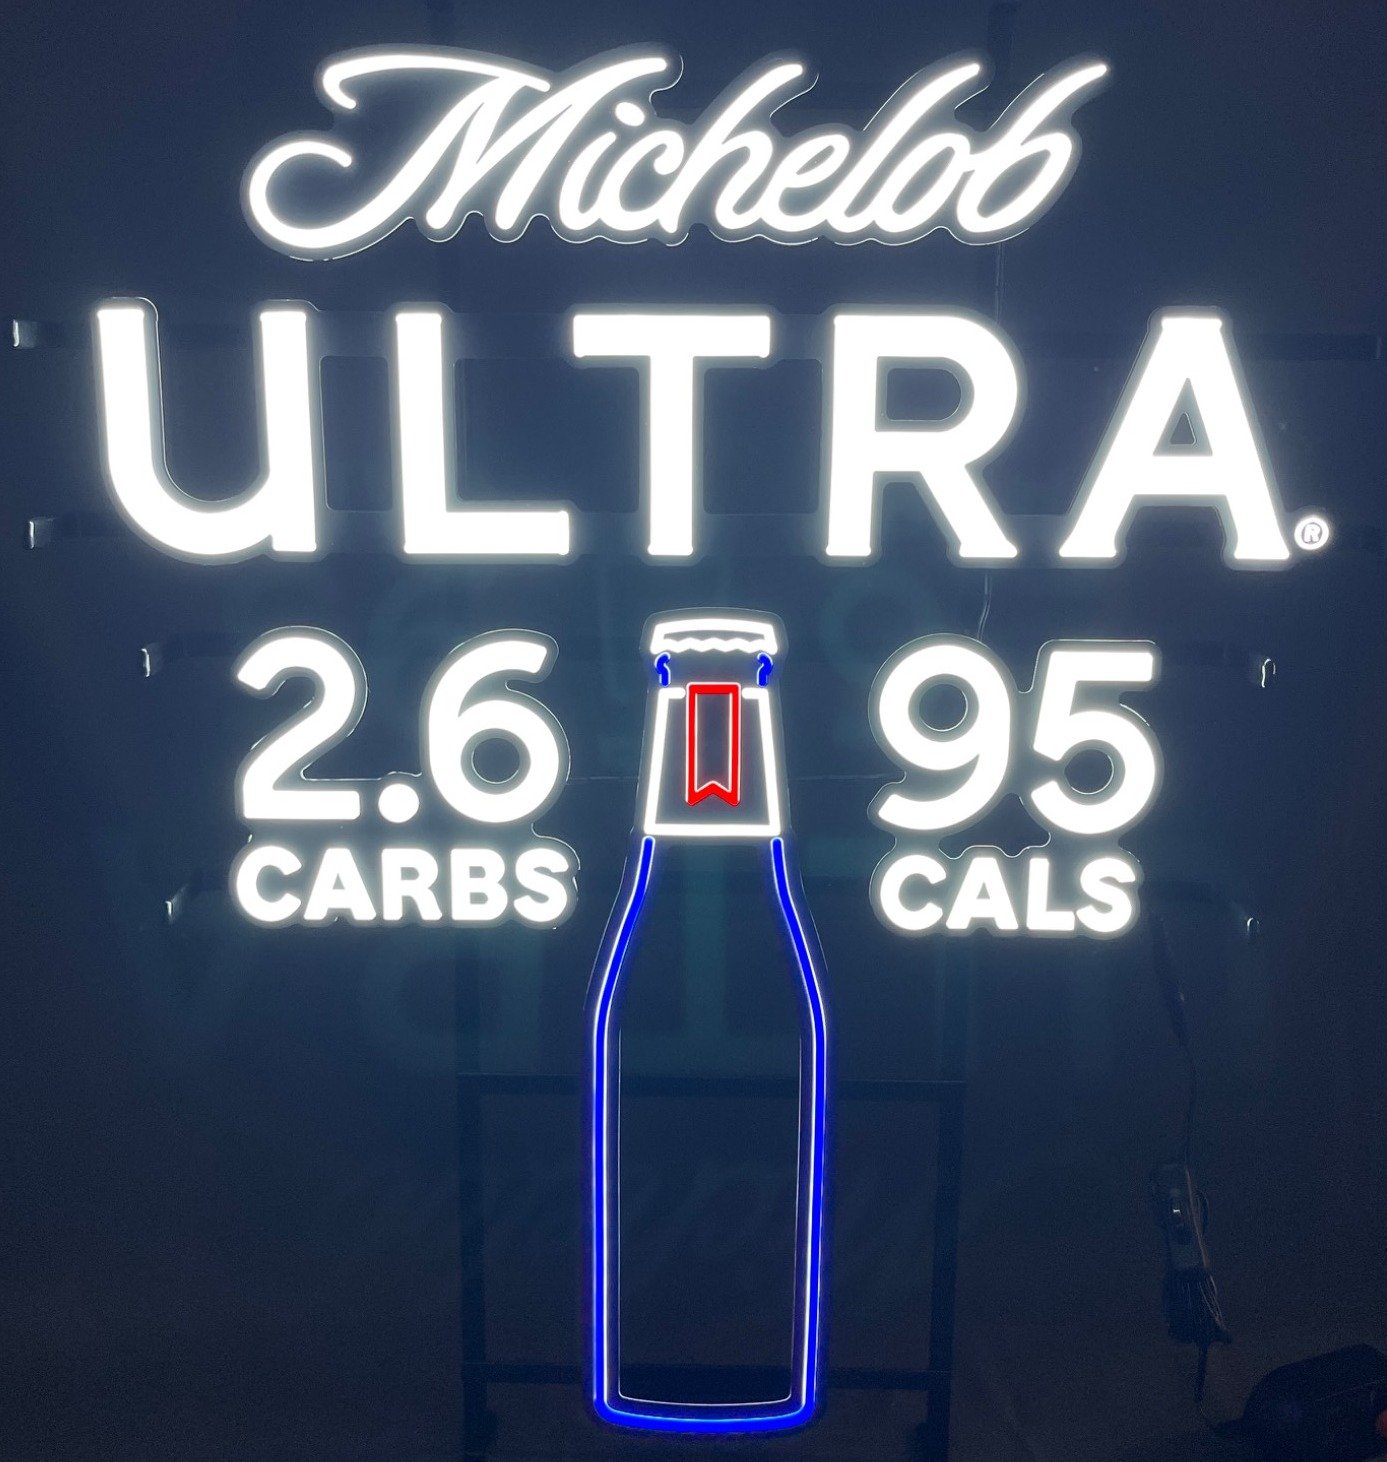 Michelob
ULTRA®
2.6 95
CARBS CALS